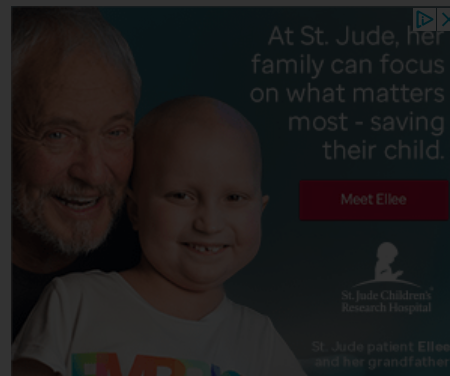 At St. Jude, her
family can focus
on what matters
most - saving
their child.
Meet Ellee
St. Jude Children's
Research Hospital
St. Jude patient Ellee
and her grandfather